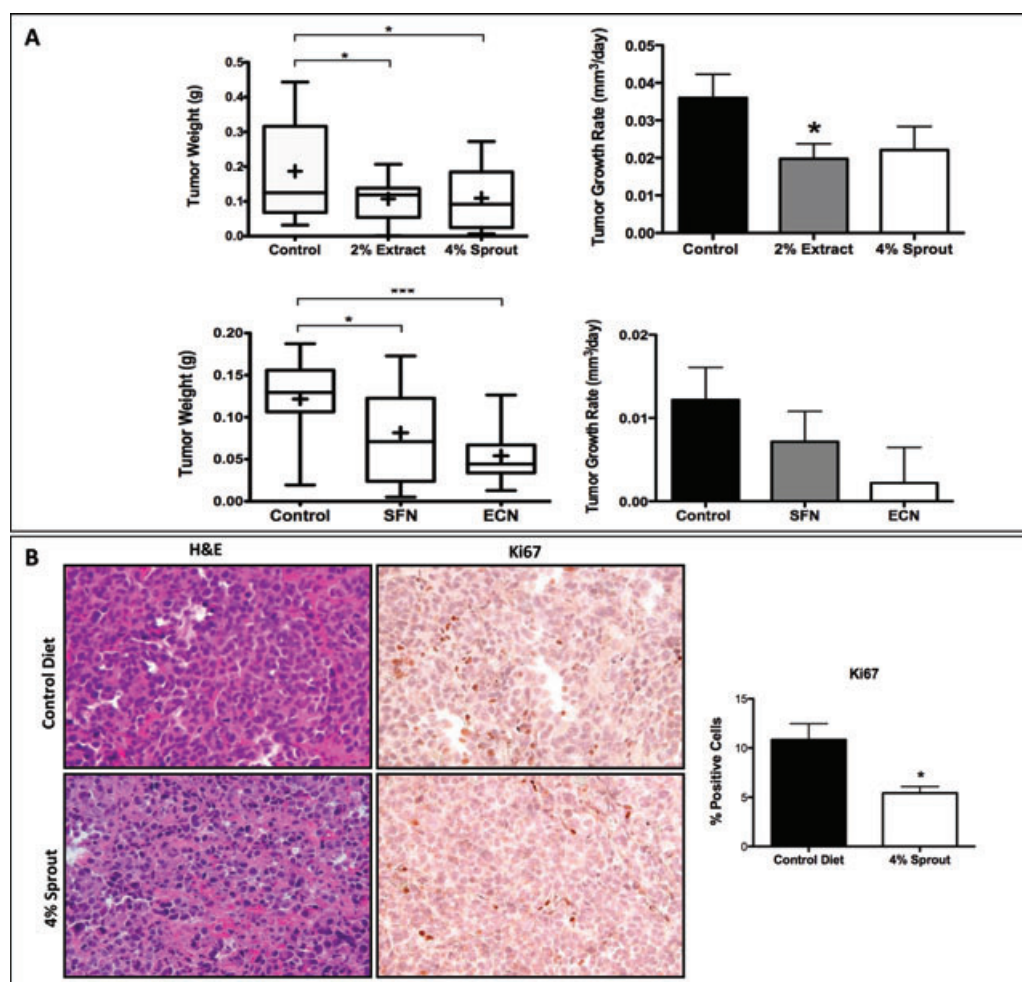 A
*
*
Tumor Weight (g)
0.5
0.4
0.3
0.2
0.1
0.0
Control 2% Extract 4% Sprout
Tumor Growth Rate (mm³/day)
0.05
0.04
0.03
0.02
0.01
0.00
*
Control 2% Extract 4% Sprout
***
*
Tumor Weight (g)
0.20
0.15
0.10
0.05
0.00
Control SFN ECN
Tumor Growth Rate (mm³/day)
0.02
0.01
0.00
Control SFN ECN
B
H&E Ki67
Control Diet
4% Sprout
Ki67
% Positive Cells
15
10
5
0
*
Control Diet 4% Sprout